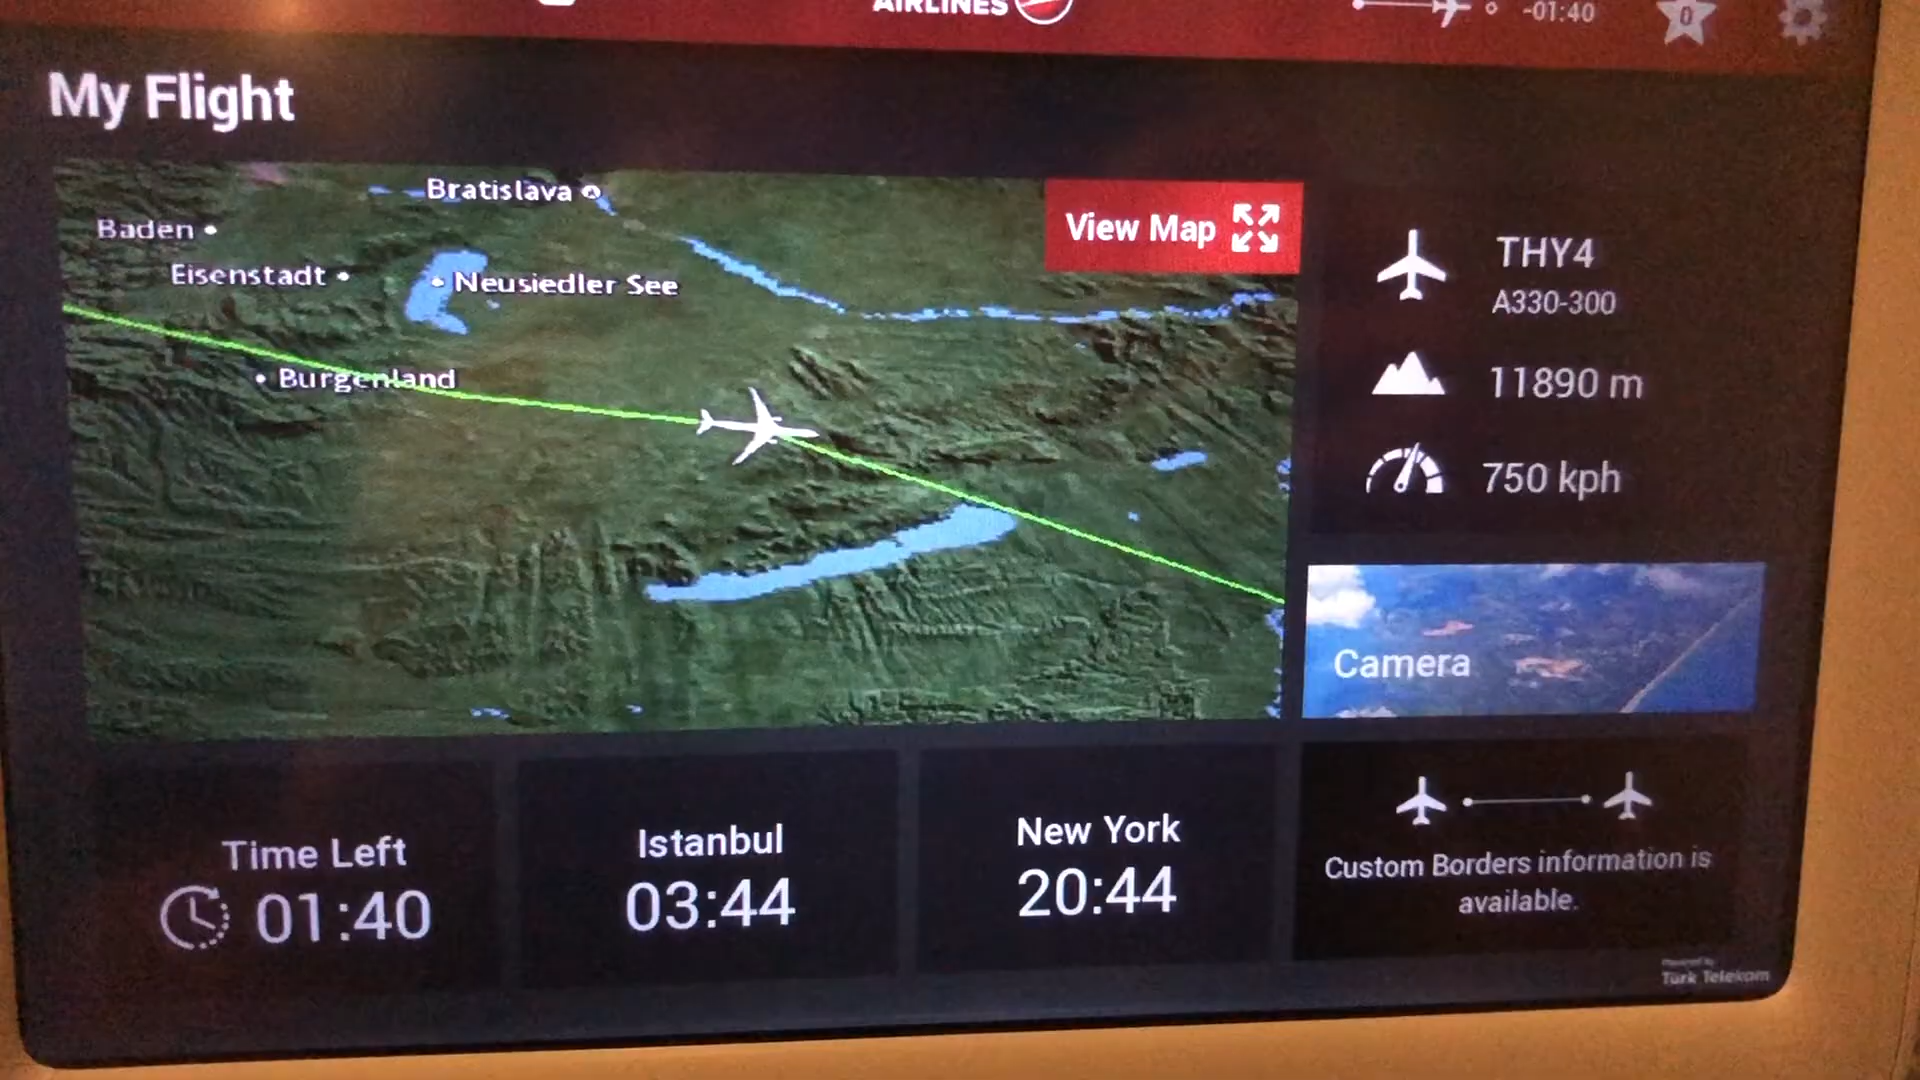 AIRLINES
-01:40
0
My Flight
Bratislava
Baden
Eisenstadt
Neusiedler See
Burgenland
View Map
THY4
A330-300
11890 m
750 kph
Camera
Time Left
01:40
Istanbul
03:44
New York
20:44
Custom Borders information is
available.
Powered by
Türk Telekom